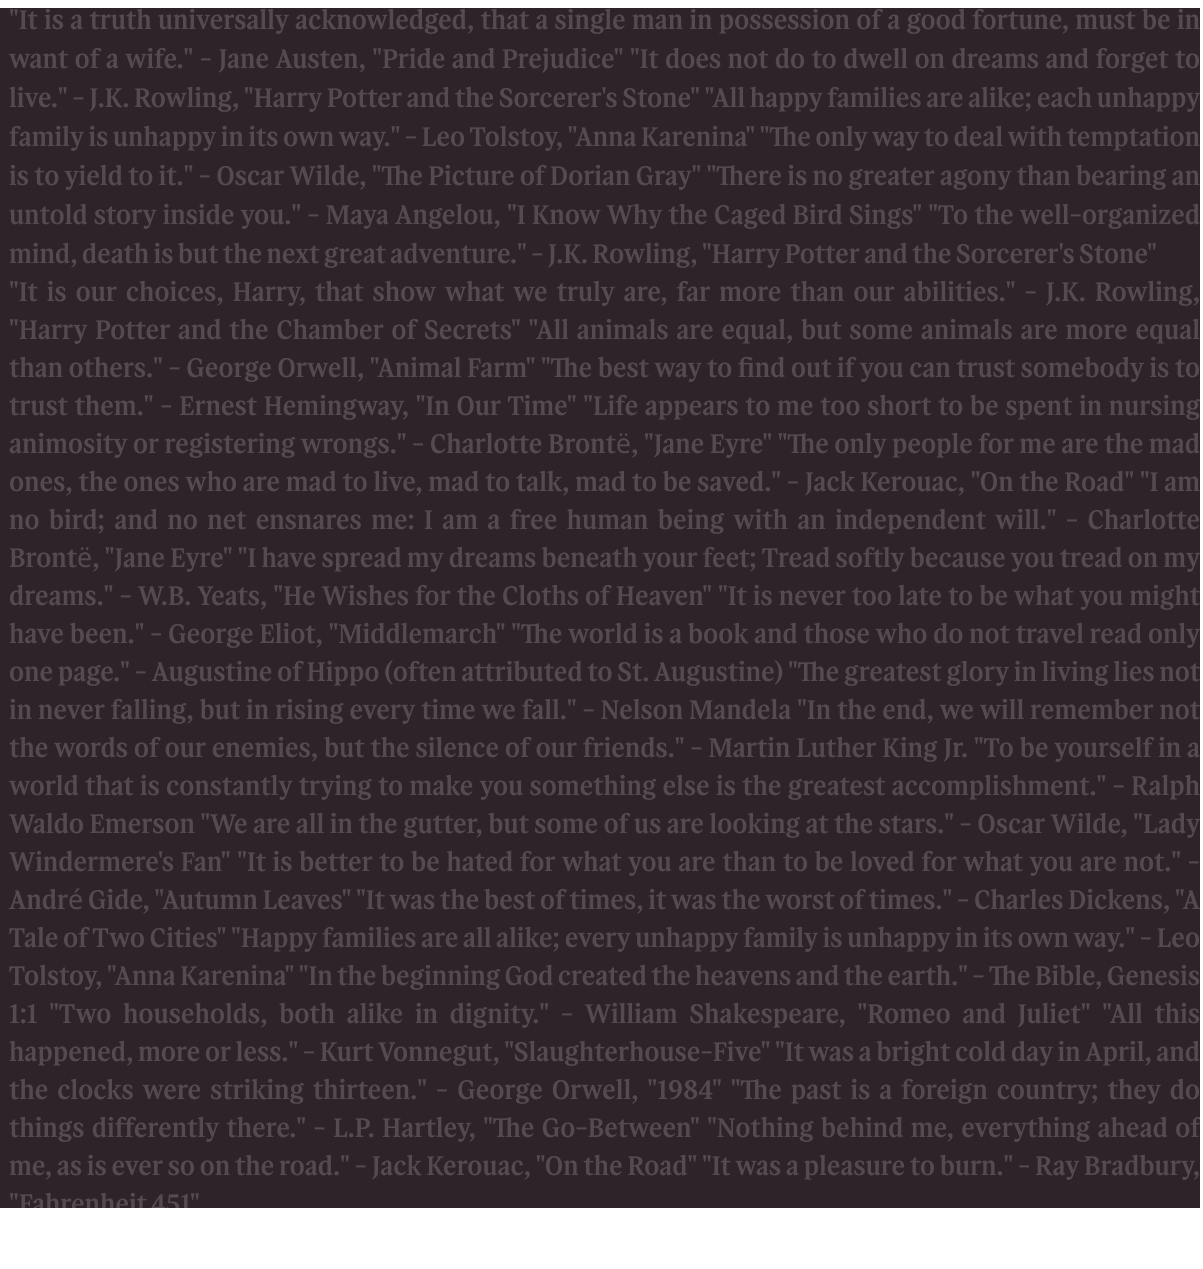 "It is a truth universally acknowledged, that a single man in possession of a good fortune, must be in
want of a wife." – Jane Austen, "Pride and Prejudice" "It does not do to dwell on dreams and forget to
live." – J.K. Rowling, "Harry Potter and the Sorcerer's Stone" "All happy families are alike; each unhappy
family is unhappy in its own way." – Leo Tolstoy, "Anna Karenina" "The only way to deal with temptation
is to yield to it." – Oscar Wilde, "The Picture of Dorian Gray" "There is no greater agony than bearing an
untold story inside you." – Maya Angelou, "I Know Why the Caged Bird Sings" "To the well-organized
mind, death is but the next great adventure." – J.K. Rowling, "Harry Potter and the Sorcerer's Stone"
"It is our choices, Harry, that show what we truly are, far more than our abilities." – J.K. Rowling,
"Harry Potter and the Chamber of Secrets" "All animals are equal, but some animals are more equal
than others." – George Orwell, "Animal Farm" "The best way to find out if you can trust somebody is to
trust them." – Ernest Hemingway, "In Our Time" "Life appears to me too short to be spent in nursing
animosity or registering wrongs." – Charlotte Brontë, "Jane Eyre" "The only people for me are the mad
ones, the ones who are mad to live, mad to talk, mad to be saved." – Jack Kerouac, "On the Road" "I am
no bird; and no net ensnares me: I am a free human being with an independent will." – Charlotte
Brontë, "Jane Eyre" "I have spread my dreams beneath your feet; Tread softly because you tread on my
dreams." – W.B. Yeats, "He Wishes for the Cloths of Heaven" "It is never too late to be what you might
have been." – George Eliot, "Middlemarch" "The world is a book and those who do not travel read only
one page." – Augustine of Hippo (often attributed to St. Augustine) "The greatest glory in living lies not
in never falling, but in rising every time we fall." – Nelson Mandela "In the end, we will remember not
the words of our enemies, but the silence of our friends." – Martin Luther King Jr. "To be yourself in a
world that is constantly trying to make you something else is the greatest accomplishment." – Ralph
Waldo Emerson "We are all in the gutter, but some of us are looking at the stars." – Oscar Wilde, "Lady
Windermere's Fan" "It is better to be hated for what you are than to be loved for what you are not." –
André Gide, "Autumn Leaves" "It was the best of times, it was the worst of times." – Charles Dickens, "A
Tale of Two Cities" "Happy families are all alike; every unhappy family is unhappy in its own way." – Leo
Tolstoy, "Anna Karenina" "In the beginning God created the heavens and the earth." – The Bible, Genesis
1:1 "Two households, both alike in dignity." – William Shakespeare, "Romeo and Juliet" "All this
happened, more or less." – Kurt Vonnegut, "Slaughterhouse-Five" "It was a bright cold day in April, and
the clocks were striking thirteen." – George Orwell, "1984" "The past is a foreign country; they do
things differently there." – L.P. Hartley, "The Go-Between" "Nothing behind me, everything ahead of
me, as is ever so on the road." – Jack Kerouac, "On the Road" "It was a pleasure to burn." – Ray Bradbury,
"Fahrenheit 451"